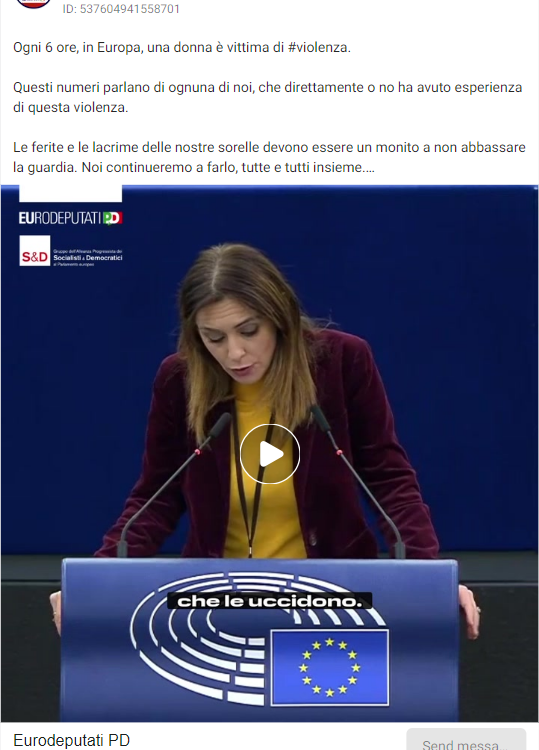 ID: 537604941558701
Ogni 6 ore, in Europa, una donna è vittima di #violenza.
Questi numeri parlano di ognuna di noi, che direttamente o no ha avuto esperienza
di questa violenza.
Le ferite e le lacrime delle nostre sorelle devono essere un monito a non abbassare
la guardia. Noi continueremo a farlo, tutte e tutti insieme....
EURODEPUTATI PD
S&D
Gruppo dell'Alleanza Progressista dei
Socialisti & Democratici
al Parlamento europeo
che le uccidono.
Eurodeputati PD
Send messa...